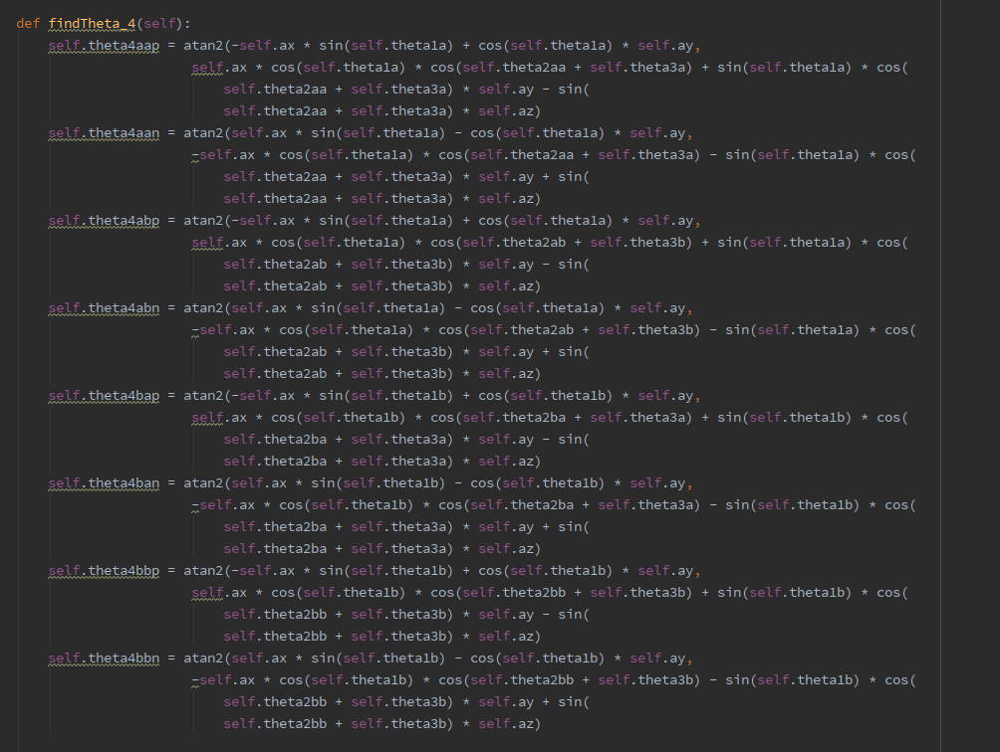 def findTheta_4(self):
    self.theta4aap = atan2(-self.ax * sin(self.theta1a) + cos(self.theta1a) * self.ay,
                      self.ax * cos(self.theta1a) * cos(self.theta2aa + self.theta3a) + sin(self.theta1a) * cos(
                          self.theta2aa + self.theta3a) * self.ay - sin(
                          self.theta2aa + self.theta3a) * self.az)
    self.theta4aan = atan2(self.ax * sin(self.theta1a) - cos(self.theta1a) * self.ay,
                      -self.ax * cos(self.theta1a) * cos(self.theta2aa + self.theta3a) - sin(self.theta1a) * cos(
                          self.theta2aa + self.theta3a) * self.ay + sin(
                          self.theta2aa + self.theta3a) * self.az)
    self.theta4abp = atan2(-self.ax * sin(self.theta1a) + cos(self.theta1a) * self.ay,
                      self.ax * cos(self.theta1a) * cos(self.theta2ab + self.theta3b) + sin(self.theta1a) * cos(
                          self.theta2ab + self.theta3b) * self.ay - sin(
                          self.theta2ab + self.theta3b) * self.az)
    self.theta4abn = atan2(self.ax * sin(self.theta1a) - cos(self.theta1a) * self.ay,
                      -self.ax * cos(self.theta1a) * cos(self.theta2ab + self.theta3b) - sin(self.theta1a) * cos(
                          self.theta2ab + self.theta3b) * self.ay + sin(
                          self.theta2ab + self.theta3b) * self.az)
    self.theta4bap = atan2(-self.ax * sin(self.theta1b) + cos(self.theta1b) * self.ay,
                      self.ax * cos(self.theta1b) * cos(self.theta2ba + self.theta3a) + sin(self.theta1b) * cos(
                          self.theta2ba + self.theta3a) * self.ay - sin(
                          self.theta2ba + self.theta3a) * self.az)
    self.theta4ban = atan2(self.ax * sin(self.theta1b) - cos(self.theta1b) * self.ay,
                      -self.ax * cos(self.theta1b) * cos(self.theta2ba + self.theta3a) - sin(self.theta1b) * cos(
                          self.theta2ba + self.theta3a) * self.ay + sin(
                          self.theta2ba + self.theta3a) * self.az)
    self.theta4bbp = atan2(-self.ax * sin(self.theta1b) + cos(self.theta1b) * self.ay,
                      self.ax * cos(self.theta1b) * cos(self.theta2bb + self.theta3b) + sin(self.theta1b) * cos(
                          self.theta2bb + self.theta3b) * self.ay - sin(
                          self.theta2bb + self.theta3b) * self.az)
    self.theta4bbn = atan2(self.ax * sin(self.theta1b) - cos(self.theta1b) * self.ay,
                      -self.ax * cos(self.theta1b) * cos(self.theta2bb + self.theta3b) - sin(self.theta1b) * cos(
                          self.theta2bb + self.theta3b) * self.ay + sin(
                          self.theta2bb + self.theta3b) * self.az)